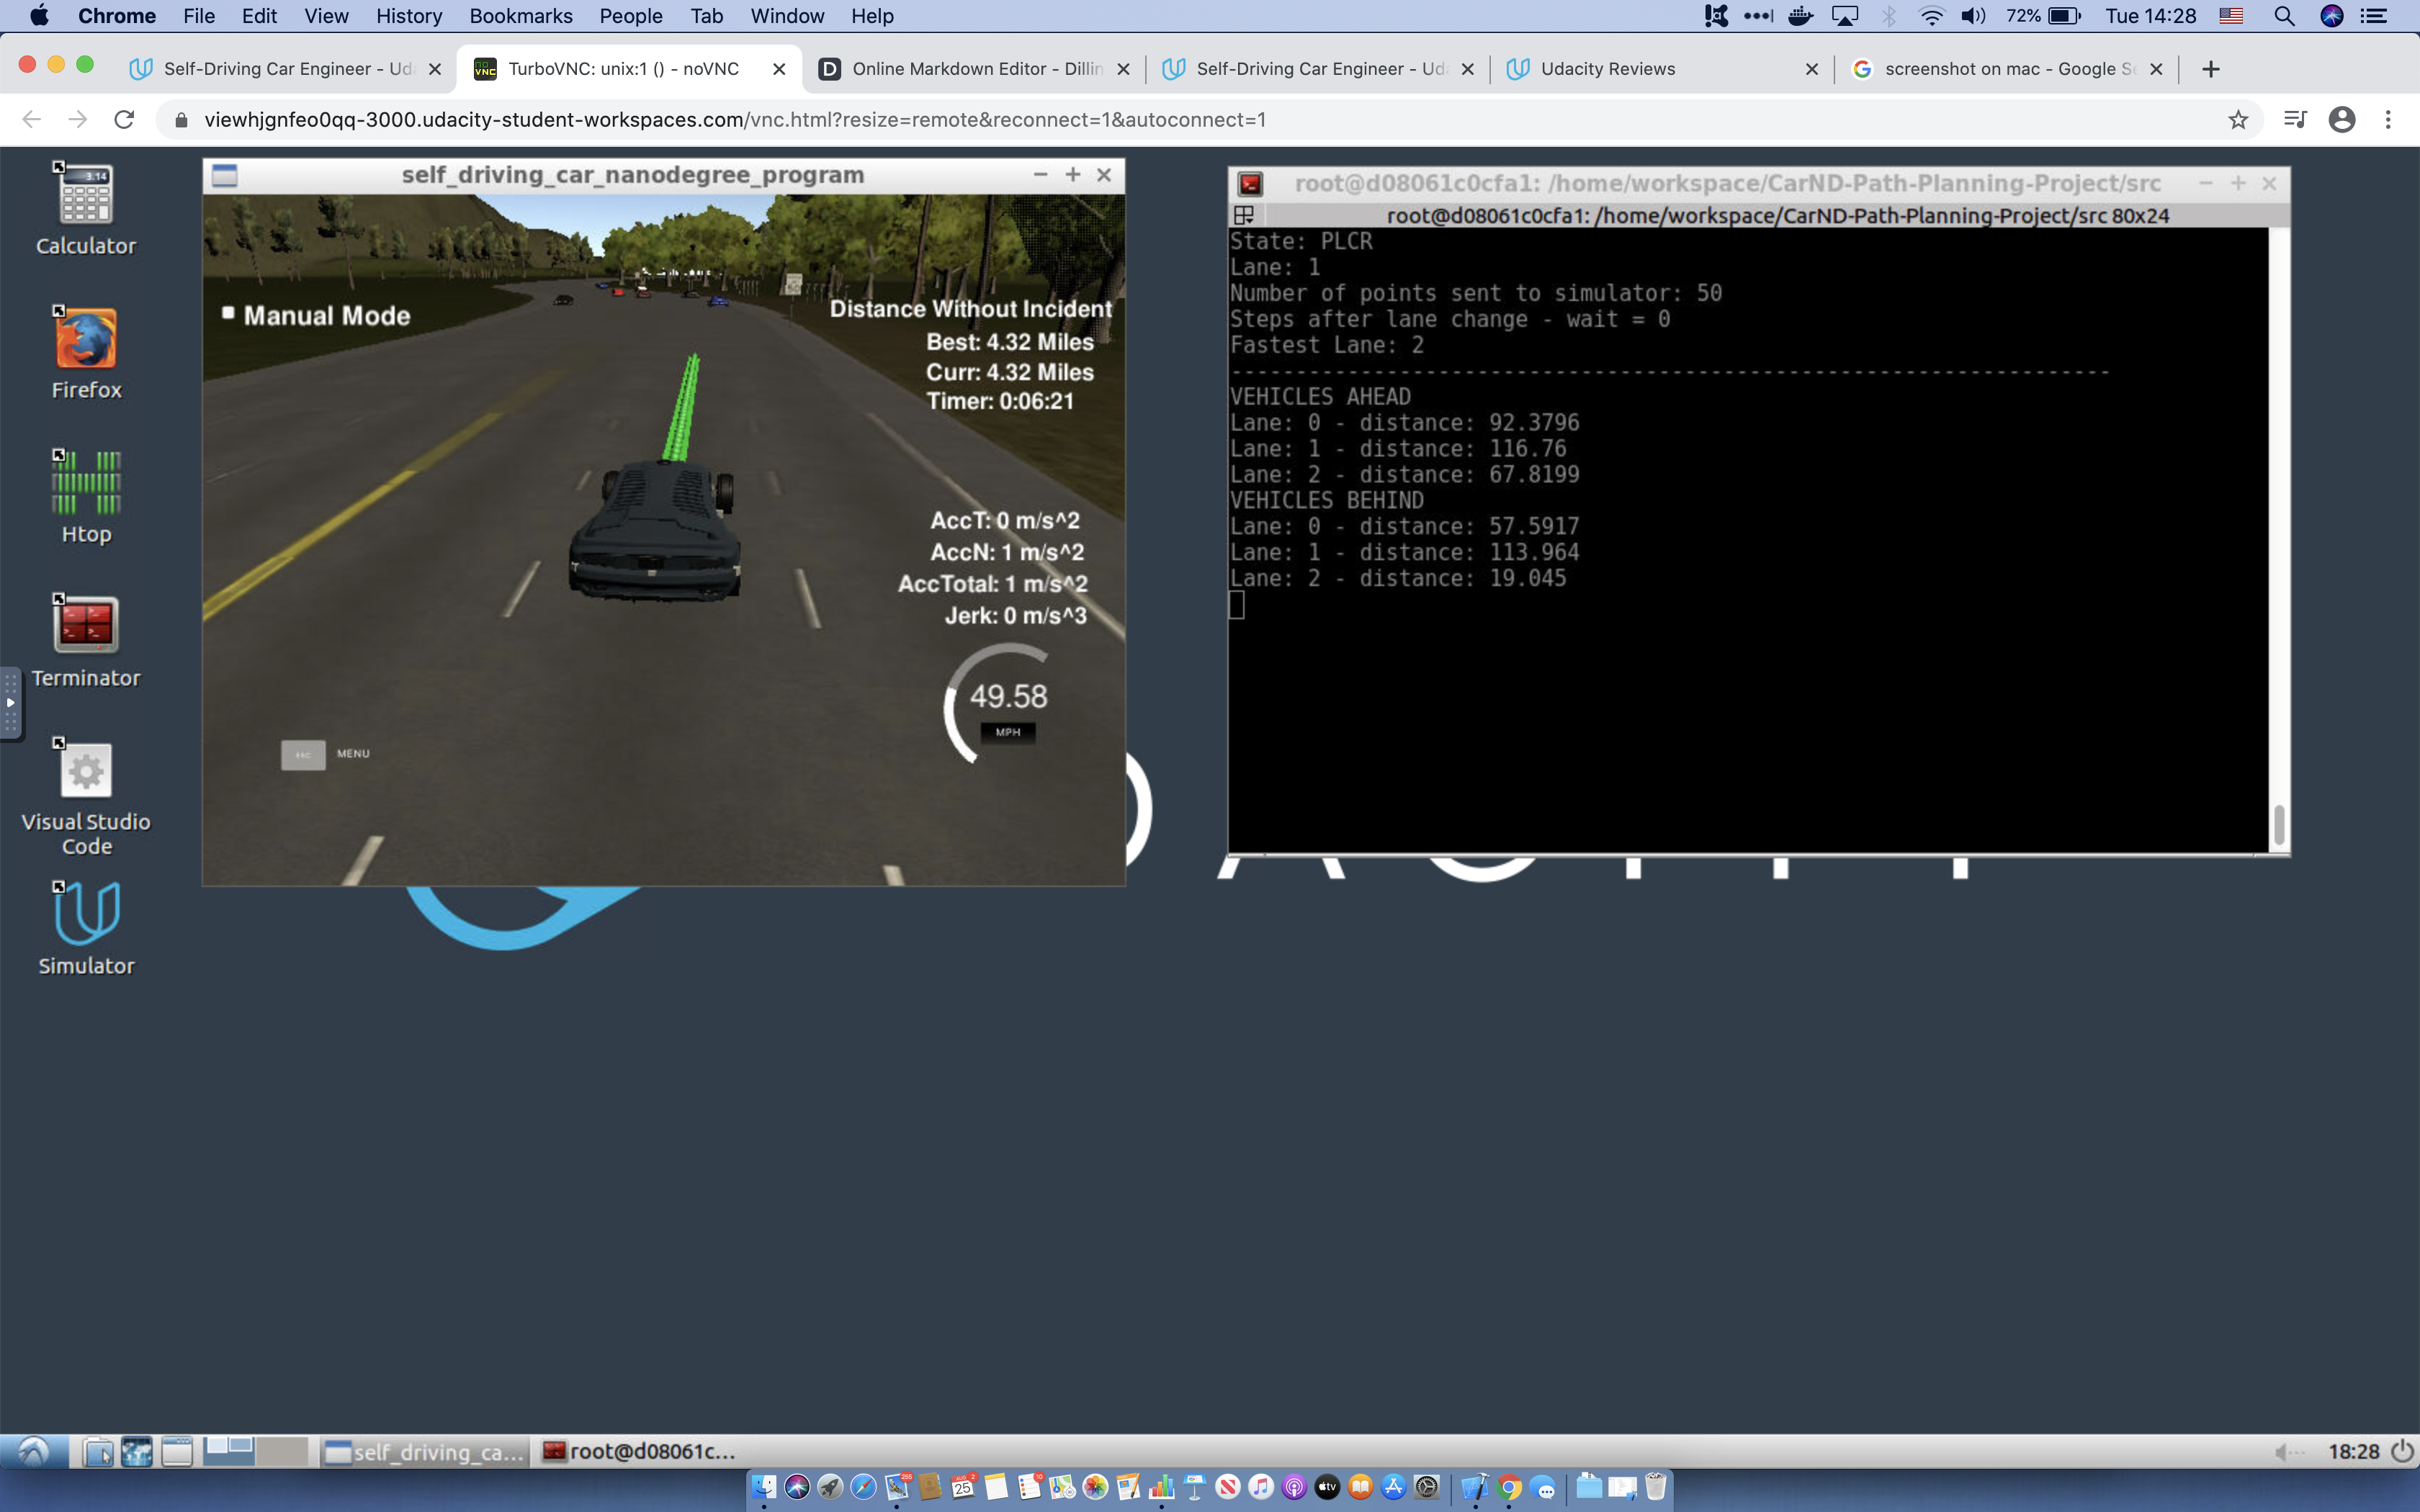 Chrome File Edit View History Bookmarks People Tab Window Help 72% Tue 14:28
Self-Driving Car Engineer - Ud
TurboVNC: unix:1 () - noVNC
Online Markdown Editor - Dillin
Self-Driving Car Engineer - Ud
Udacity Reviews
screenshot on mac - Google S
viewhjgnfeo0qq-3000.udacity-student-workspaces.com/vnc.html?resize=remote&reconnect=1&autoconnect=1
3.14
Calculator
Firefox
Htop
Terminator
Visual Studio
Code
Simulator
self_driving_car_nanodegree_program
Manual Mode
Distance Without Incident
Best: 4.32 Miles
Curr: 4.32 Miles
Timer: 0:06:21
AccT: 0 m/s^2
AccN: 1 m/s^2
AccTotal: 1 m/s^2
Jerk: 0 m/s^3
49.58
MPH
MENU
root@d08061c0cfa1: /home/workspace/CarND-Path-Planning-Project/src
root@d08061c0cfa1: /home/workspace/CarND-Path-Planning-Project/src 80x24
State: PLCR
Lane: 1
Number of points sent to simulator: 50
Steps after lane change - wait = 0
Fastest Lane: 2
--------------------------------------------------------------------
VEHICLES AHEAD
Lane: 0 - distance: 92.3796
Lane: 1 - distance: 116.76
Lane: 2 - distance: 67.8199
VEHICLES BEHIND
Lane: 0 - distance: 57.5917
Lane: 1 - distance: 113.964
Lane: 2 - distance: 19.045
self_driving_ca...
root@d08061c...
18:28
25
tv